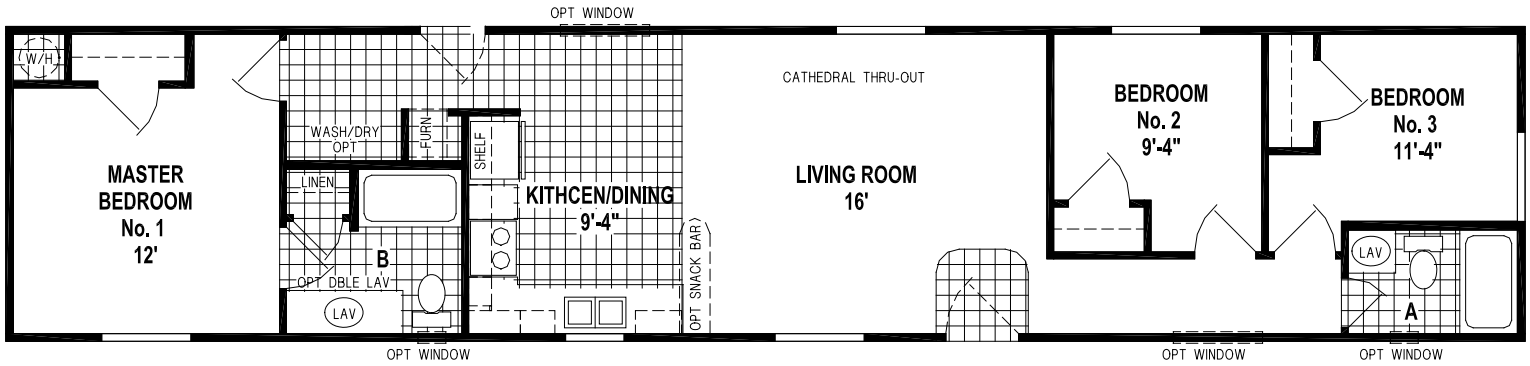 OPT WINDOW
W/H
CATHEDRAL THRU-OUT
BEDROOM
No. 2
9'-4"
BEDROOM
No. 3
11'-4"
WASH/DRY
OPT
FURN
SHELF
MASTER
BEDROOM
No. 1
12'
LINEN
KITHCEN/DINING
9'-4"
LIVING ROOM
16'
B
OPT DBLE LAV
LAV
OPT SNACK BAR
LAV
A
OPT WINDOW
OPT WINDOW
OPT WINDOW